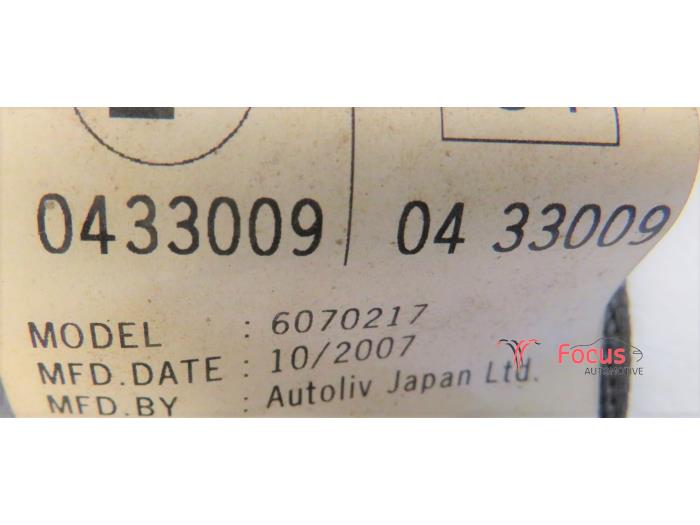 0433009 04 33009
MODEL : 6070217
MFD.DATE : 10/2007
MFD.BY : Autoliv Japan Ltd.
Focus
AUTOMOTIVE